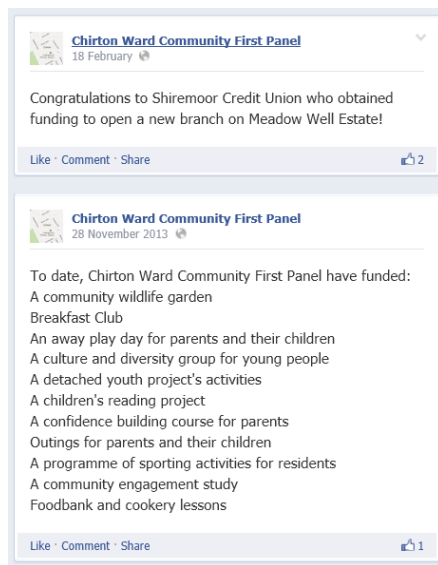 Chirton Ward Community First Panel
18 February
Congratulations to Shiremoor Credit Union who obtained
funding to open a new branch on Meadow Well Estate!
Like · Comment · Share 2
Chirton Ward Community First Panel
28 November 2013
To date, Chirton Ward Community First Panel have funded:
A community wildlife garden
Breakfast Club
An away play day for parents and their children
A culture and diversity group for young people
A detached youth project's activities
A children's reading project
A confidence building course for parents
Outings for parents and their children
A programme of sporting activities for residents
A community engagement study
Foodbank and cookery lessons
Like · Comment · Share 1